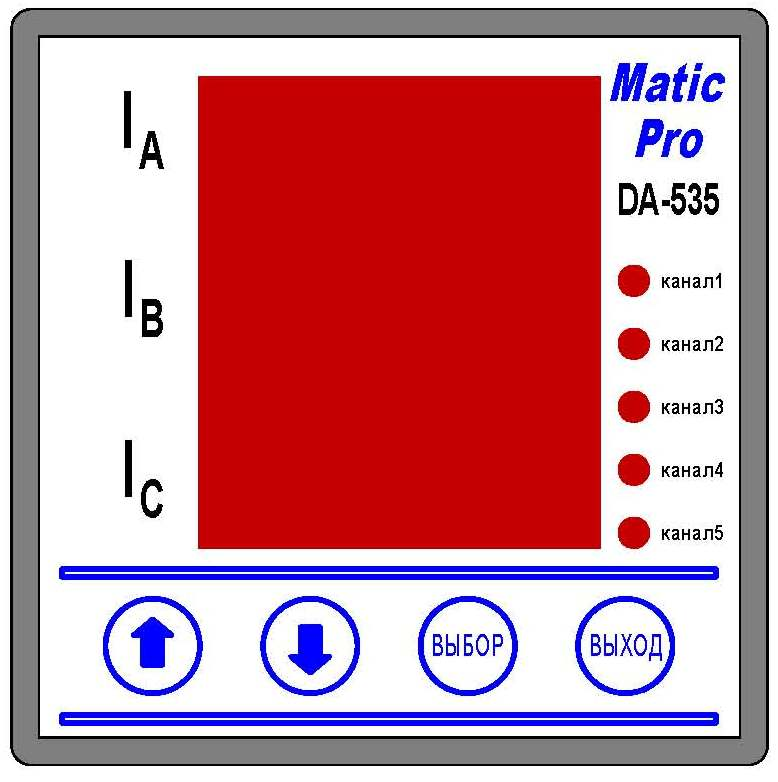 Matic
Pro
DA-535
IA
IB
IC
канал1
канал2
канал3
канал4
канал5
ВЫБОР
ВЫХОД